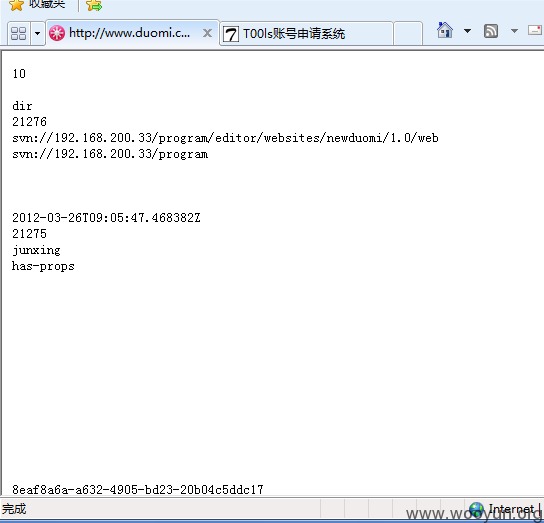 收藏夹
http://www.duomi.c...
T00ls账号申请系统
10
dir
21276
svn://192.168.200.33/program/editor/websites/newduomi/1.0/web
svn://192.168.200.33/program
2012-03-26T09:05:47.468382Z
21275
junxing
has-props
8eaf8a6a-a632-4905-bd23-20b04c5ddc17
完成
Internet
www.wooyun.org